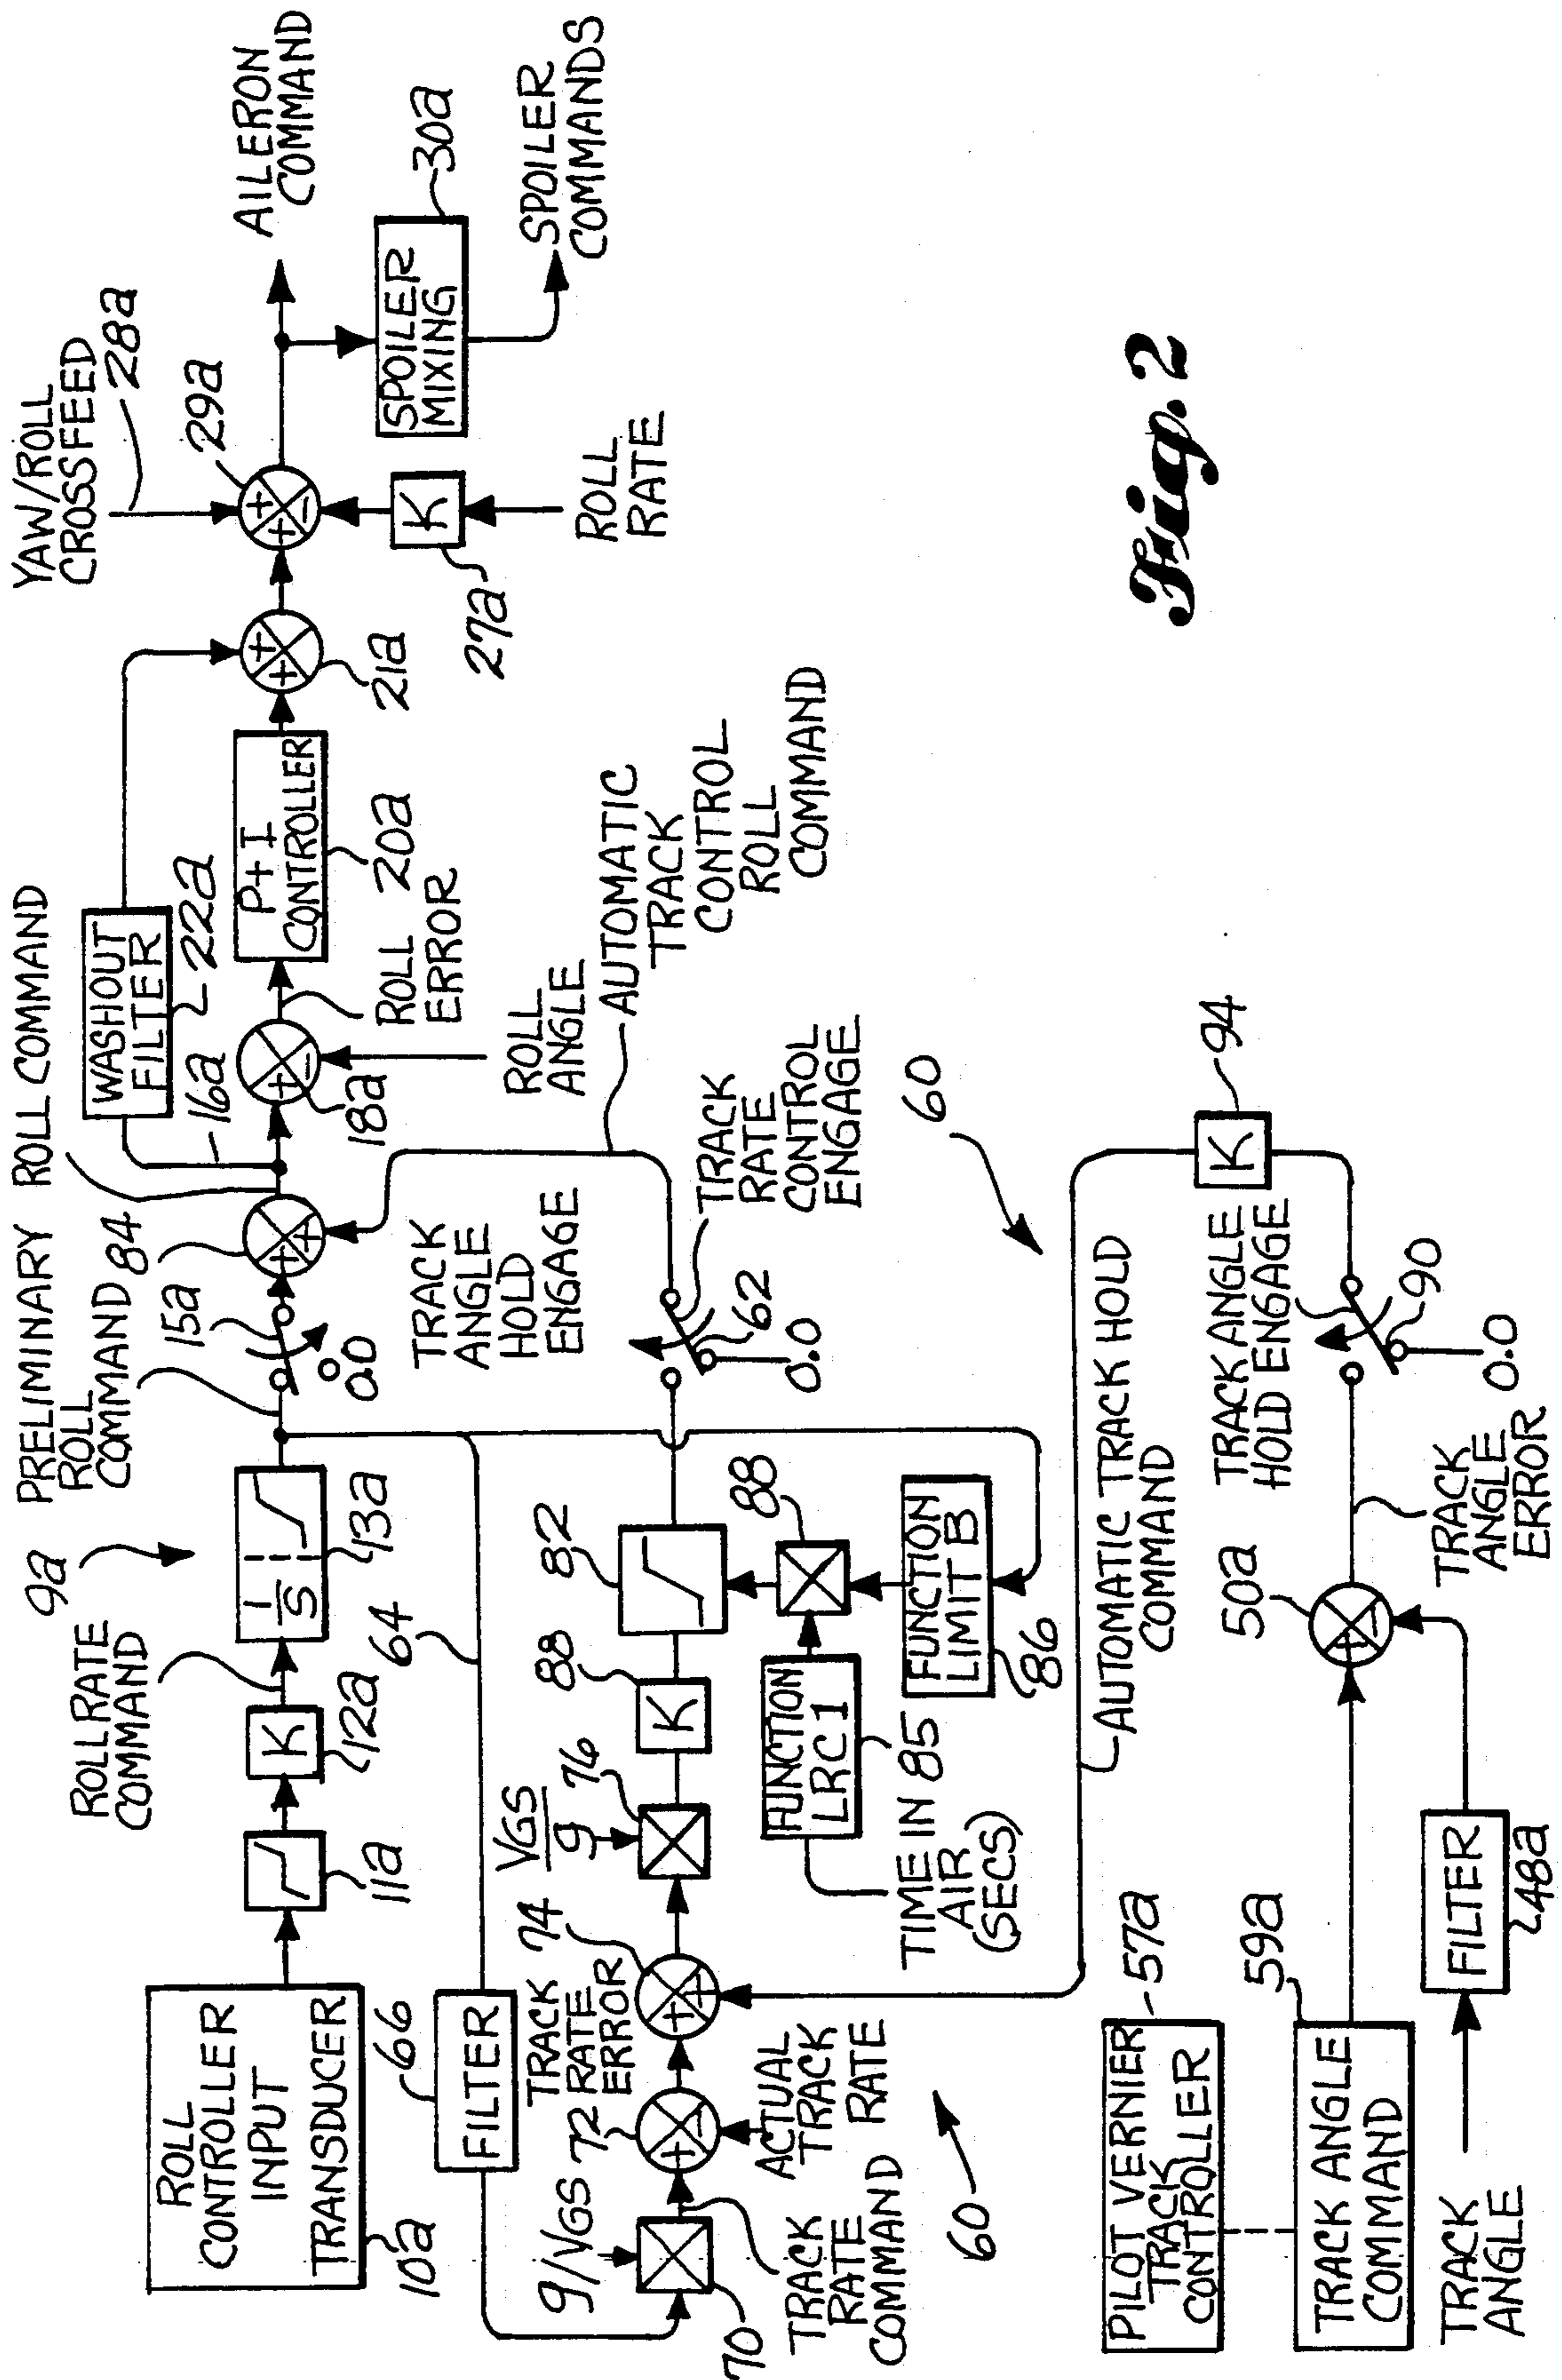 ROLL
CONTROLLER
INPUT
TRANSDUCER
10a
11a
ROLL RATE
COMMAND
K
12a
9a
1/S
13a
PRELIMINARY
ROLL
COMMAND
15a
0.0
84
ROLL COMMAND
16a
WASHOUT
FILTER
22a
18a
ROLL
ANGLE
ROLL
ERROR
P+I
CONTROLLER
20a
21a
YAW/ROLL
CROSSFEED
28a
29a
K
27a
ROLL
RATE
AILERON
COMMAND
SPOILER
MIXING
30a
SPOILER
COMMANDS
64
66
FILTER
g/VGS
70
TRACK
RATE
COMMAND
72
ACTUAL
TRACK
RATE
TRACK
RATE
ERROR
74
VGS
g
76
K
88
82
88
FUNCTION
LRC1
85
TIME IN
AIR
(SECS)
FUNCTION
LIMIT B
86
TRACK
ANGLE
HOLD
ENGAGE
62
0.0
TRACK
RATE
CONTROL
ENGAGE
AUTOMATIC
TRACK
CONTROL
ROLL
COMMAND
60
60
AUTOMATIC TRACK HOLD
COMMAND
PILOT VERNIER
TRACK
CONTROLLER
57a
TRACK ANGLE
COMMAND
59a
TRACK
ANGLE
FILTER
48a
50a
TRACK
ANGLE
ERROR
TRACK ANGLE
HOLD ENGAGE
90
0.0
K
94
Fig. 2